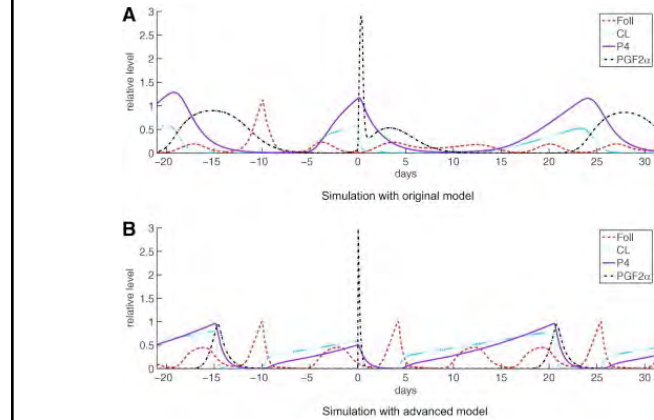 A
relative level
3
2.5
2
1.5
1
0.5
0
−20 −15 −10 −5 0 5 10 15 20 25 30
days
Foll
CL
P4
PGF2α
Simulation with original model
B
relative level
3
2.5
2
1.5
1
0.5
0
−20 −15 −10 −5 0 5 10 15 20 25 30
days
Foll
CL
P4
PGF2α
Simulation with advanced model